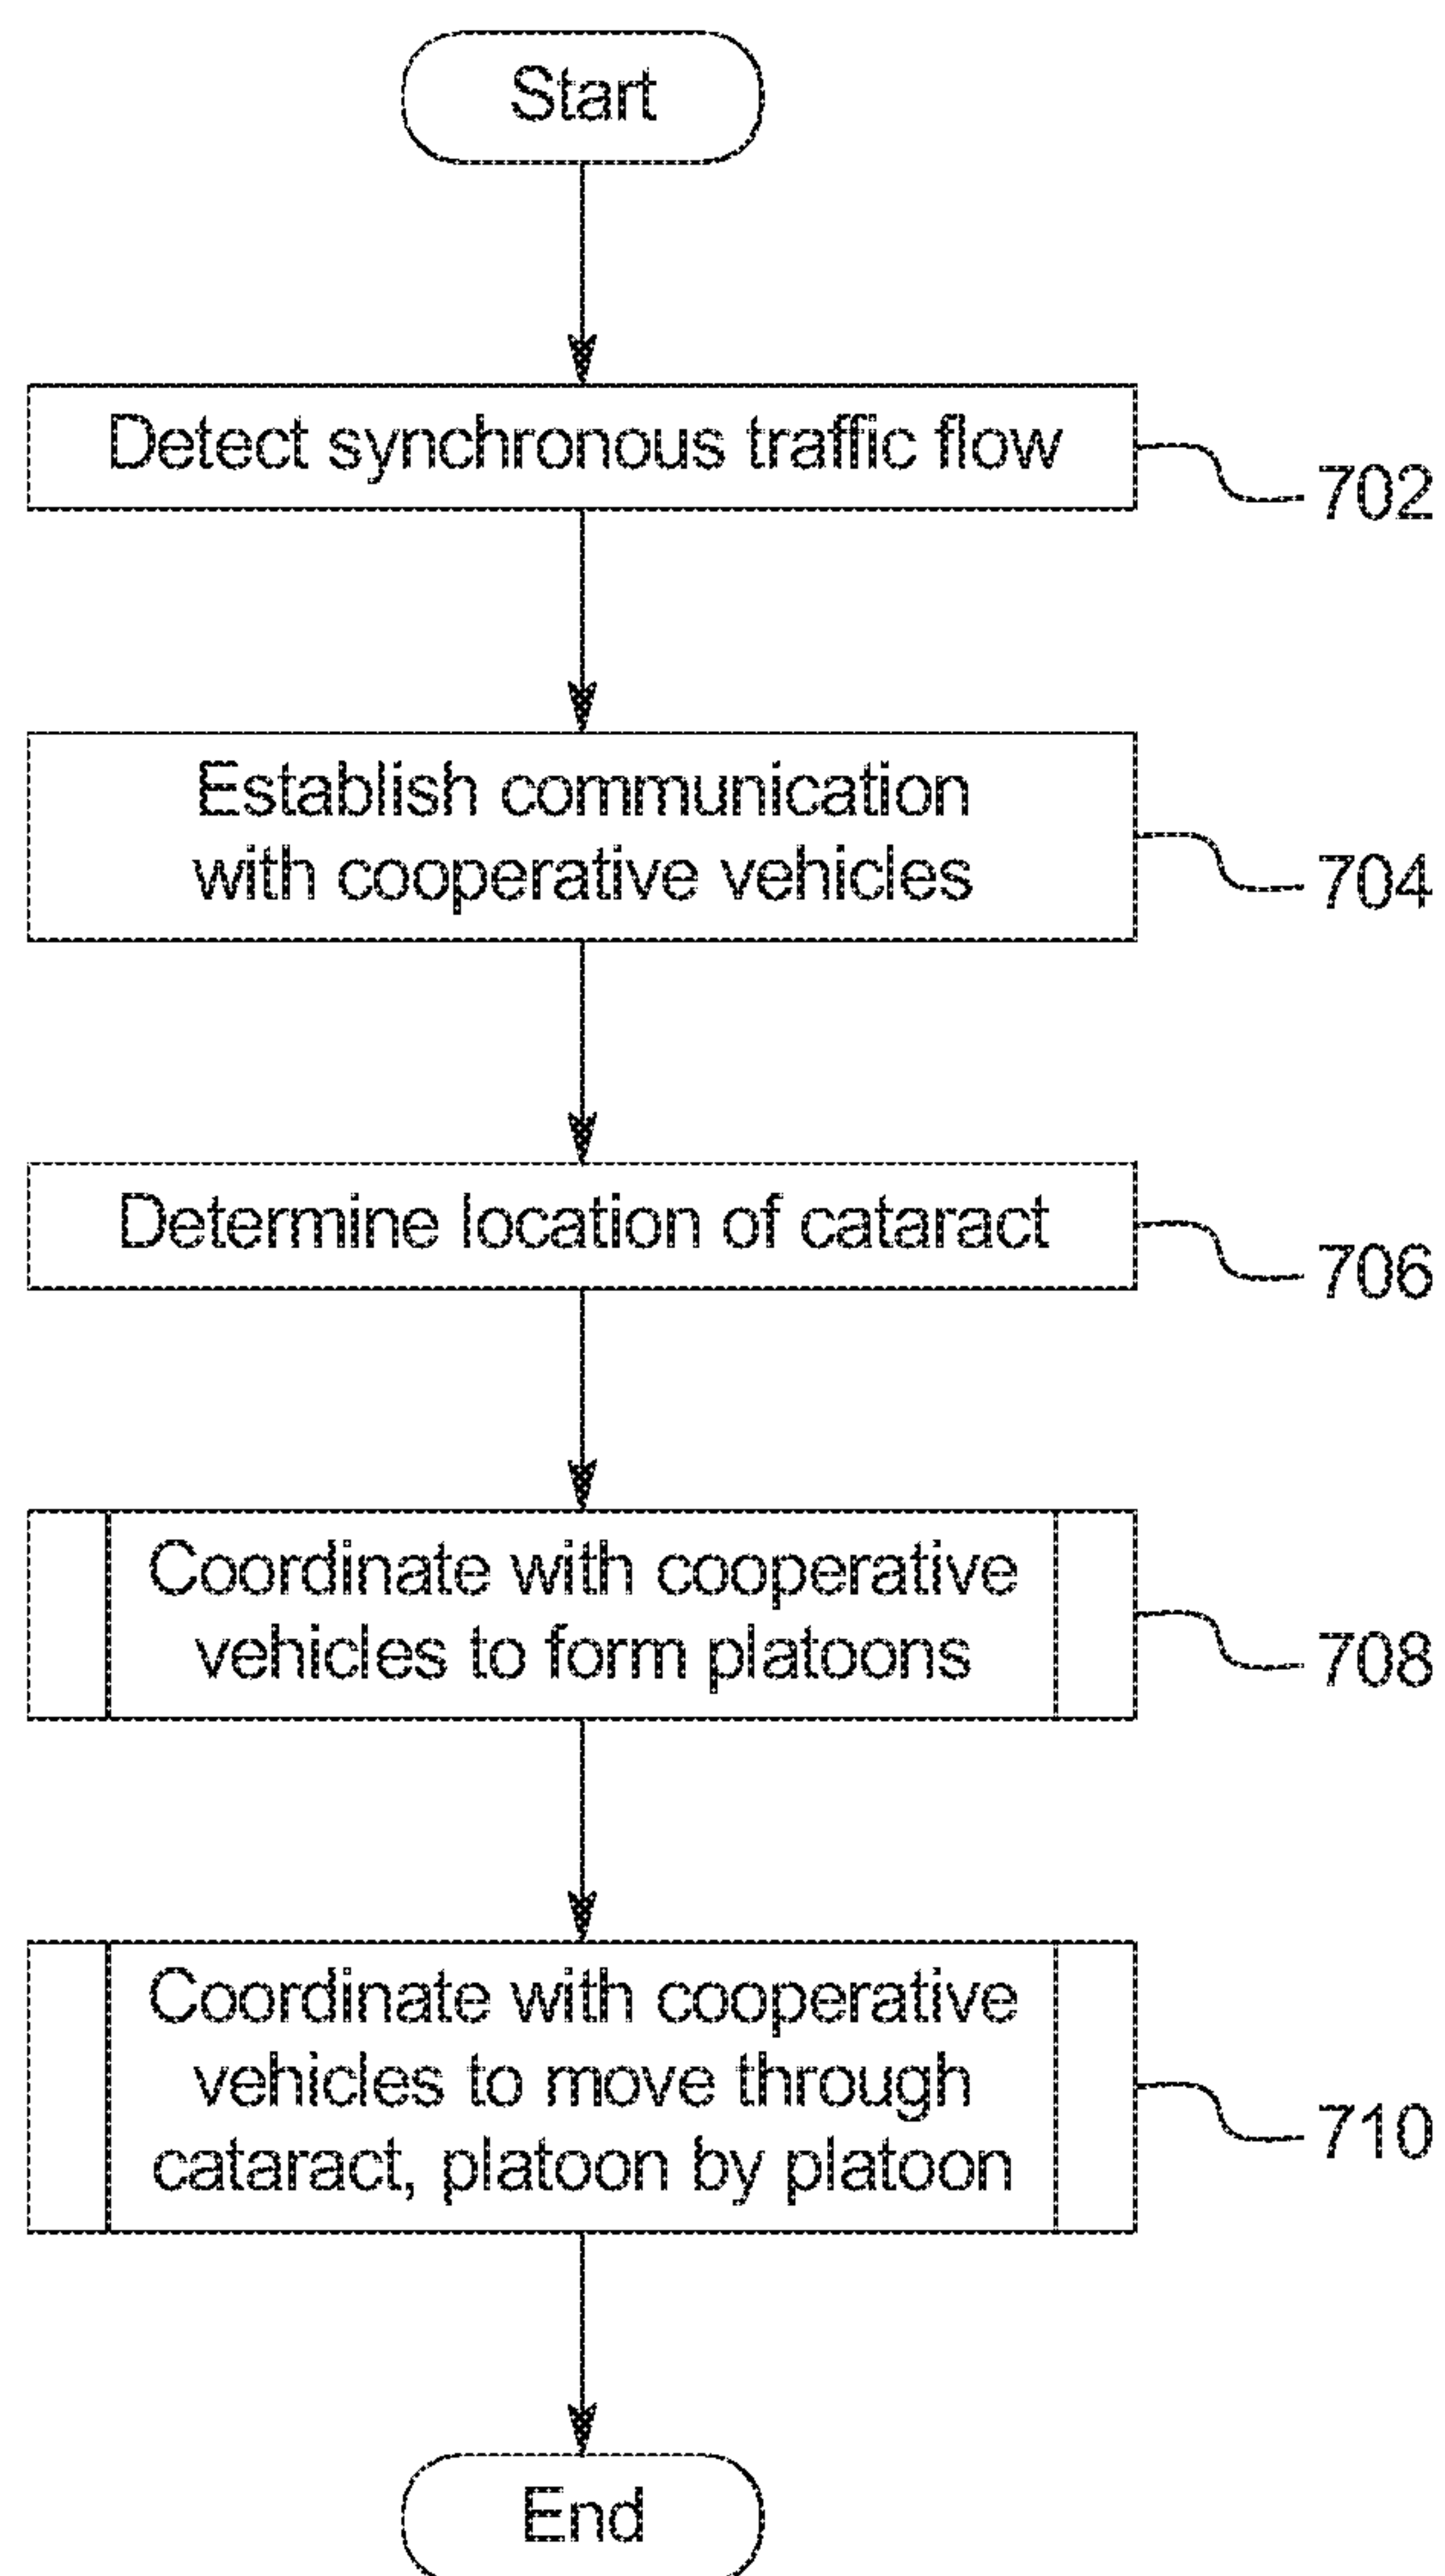 Start
Detect synchronous traffic flow
702
Establish communication
with cooperative vehicles
704
Determine location of cataract
706
Coordinate with cooperative
vehicles to form platoons
708
Coordinate with cooperative
vehicles to move through
cataract, platoon by platoon
710
End